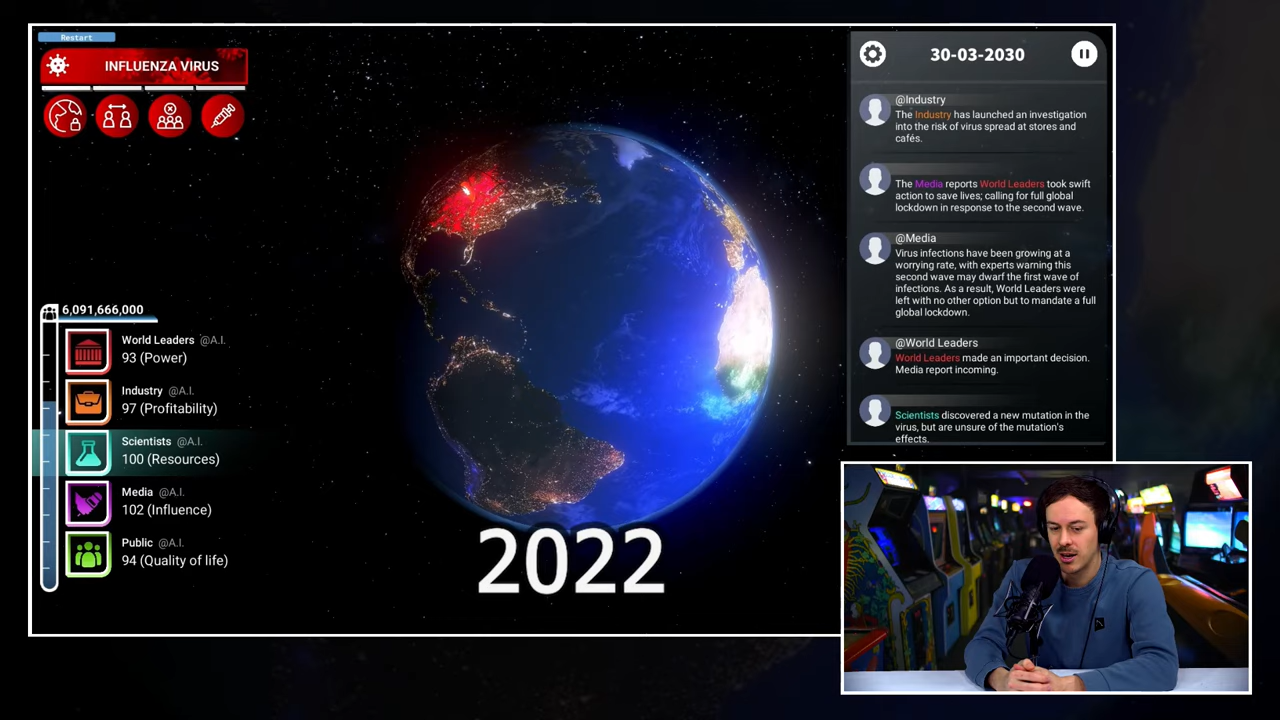 Restart
INFLUENZA VIRUS
6,091,666,000
World Leaders @A.I.
93 (Power)
Industry @A.I.
97 (Profitability)
Scientists @A.I.
100 (Resources)
Media @A.I.
102 (Influence)
Public @A.I.
94 (Quality of life)
2022
30-03-2030
@Industry
The Industry has launched an investigation
into the risk of virus spread at stores and
cafés.
The Media reports World Leaders took swift
action to save lives; calling for full global
lockdown in response to the second wave.
@Media
Virus infections have been growing at a
worrying rate, with experts warning this
second wave may dwarf the first wave of
infections. As a result, World Leaders were
left with no other option but to mandate a full
global lockdown.
@World Leaders
World Leaders made an important decision.
Media report incoming.
Scientists discovered a new mutation in the
virus, but are unsure of the mutation's
effects.